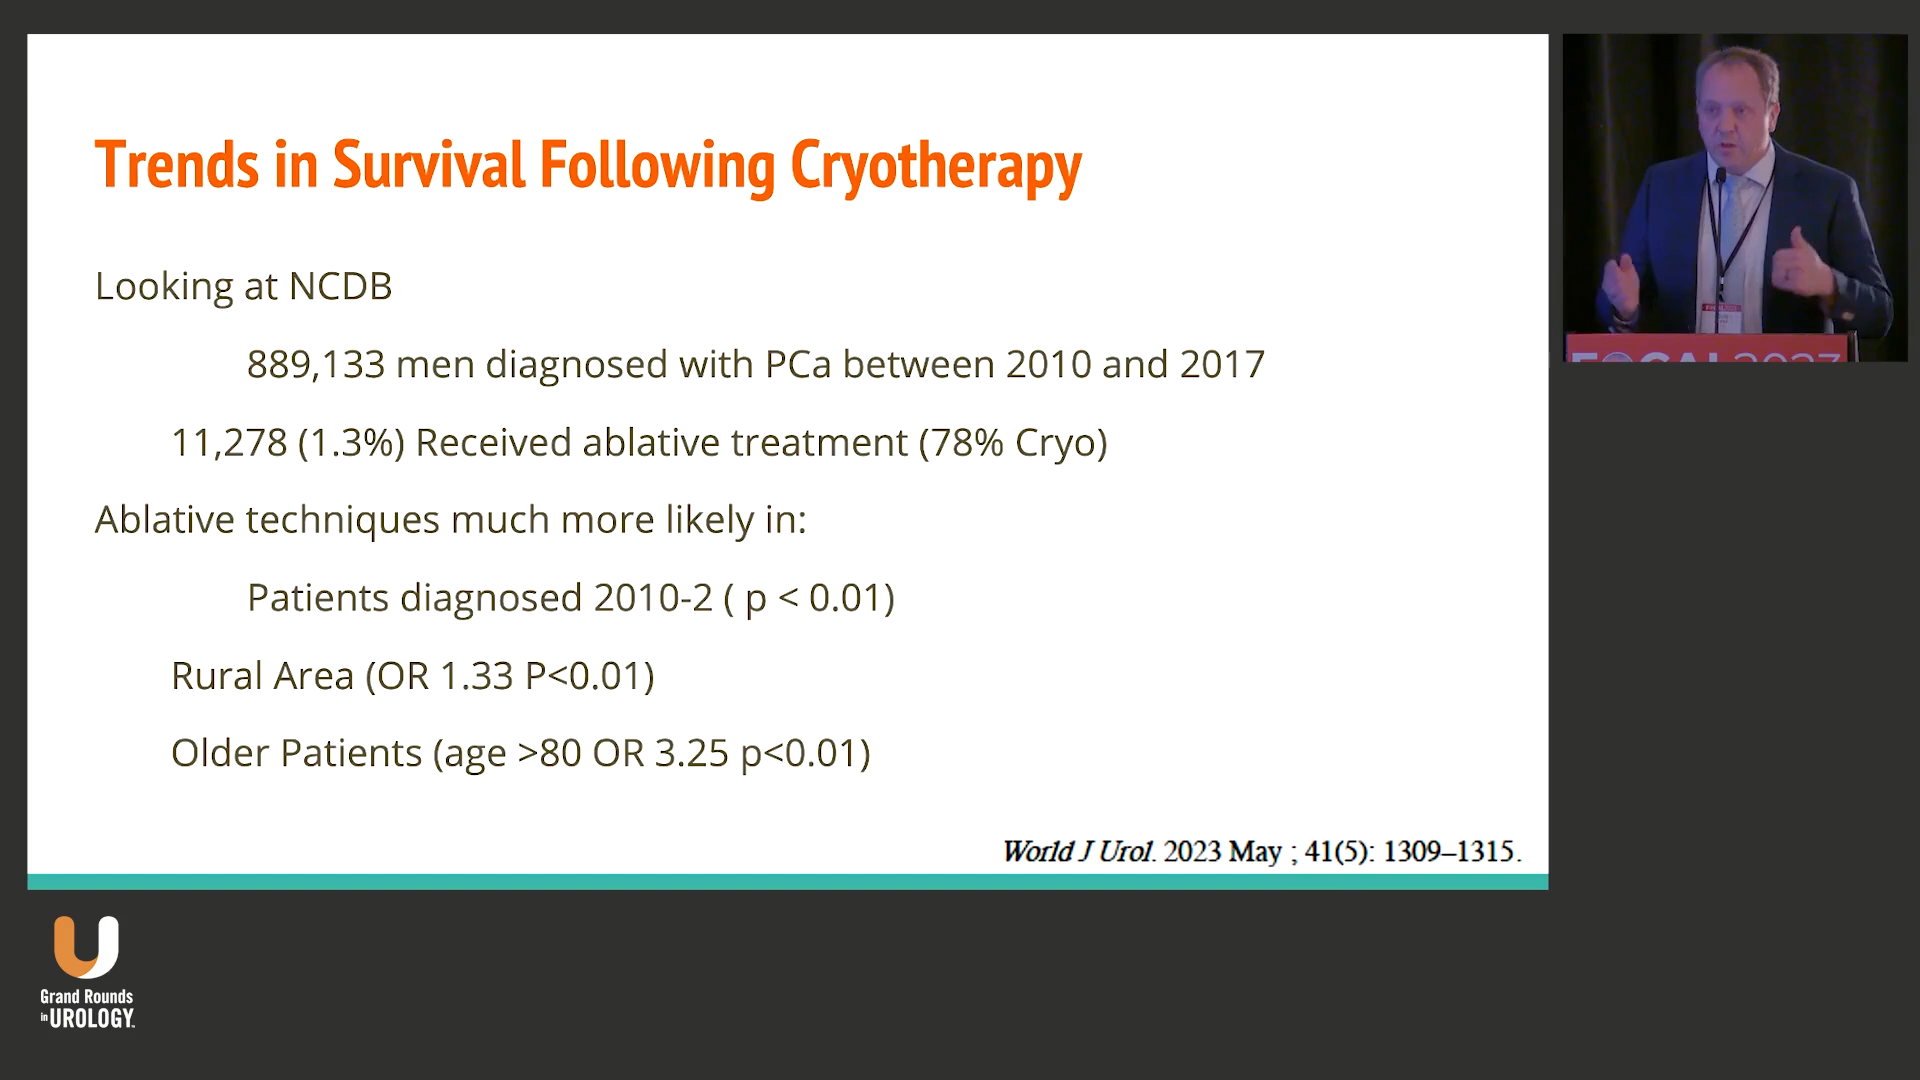 Trends in Survival Following Cryotherapy
Looking at NCDB
889,133 men diagnosed with PCa between 2010 and 2017
11,278 (1.3%) Received ablative treatment (78% Cryo)
Ablative techniques much more likely in:
Patients diagnosed 2010-2 ( p < 0.01)
Rural Area (OR 1.33 P<0.01)
Older Patients (age >80 OR 3.25 p<0.01)
World J Urol. 2023 May ; 41(5): 1309–1315.
FOCAL 2023
Grand Rounds
in UROLOGY